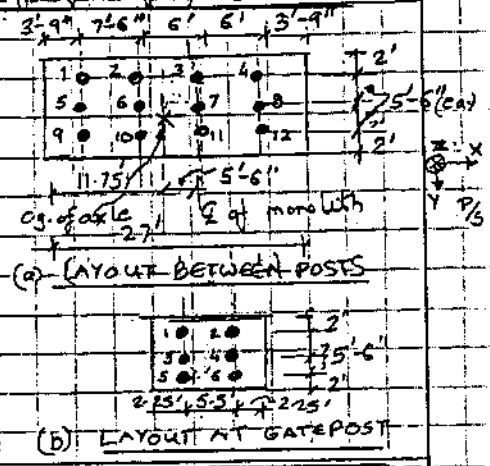 3'-9" 7'-6" 6' 6' 3'-9"
1 2 3 4 2'
5 6 7 8 5'-6" (EA)
9 10 11 12 2'
11.75' 5'-6"
Z X
Y P/S
C.g. of axle ℄ of monolith
27'
(a) LAYOUT BETWEEN POSTS
1 2 2'
3 4 5'-6'
5 6 2'
2.25' 5.5' 2.25'
(b) LAYOUT AT GATEPOST